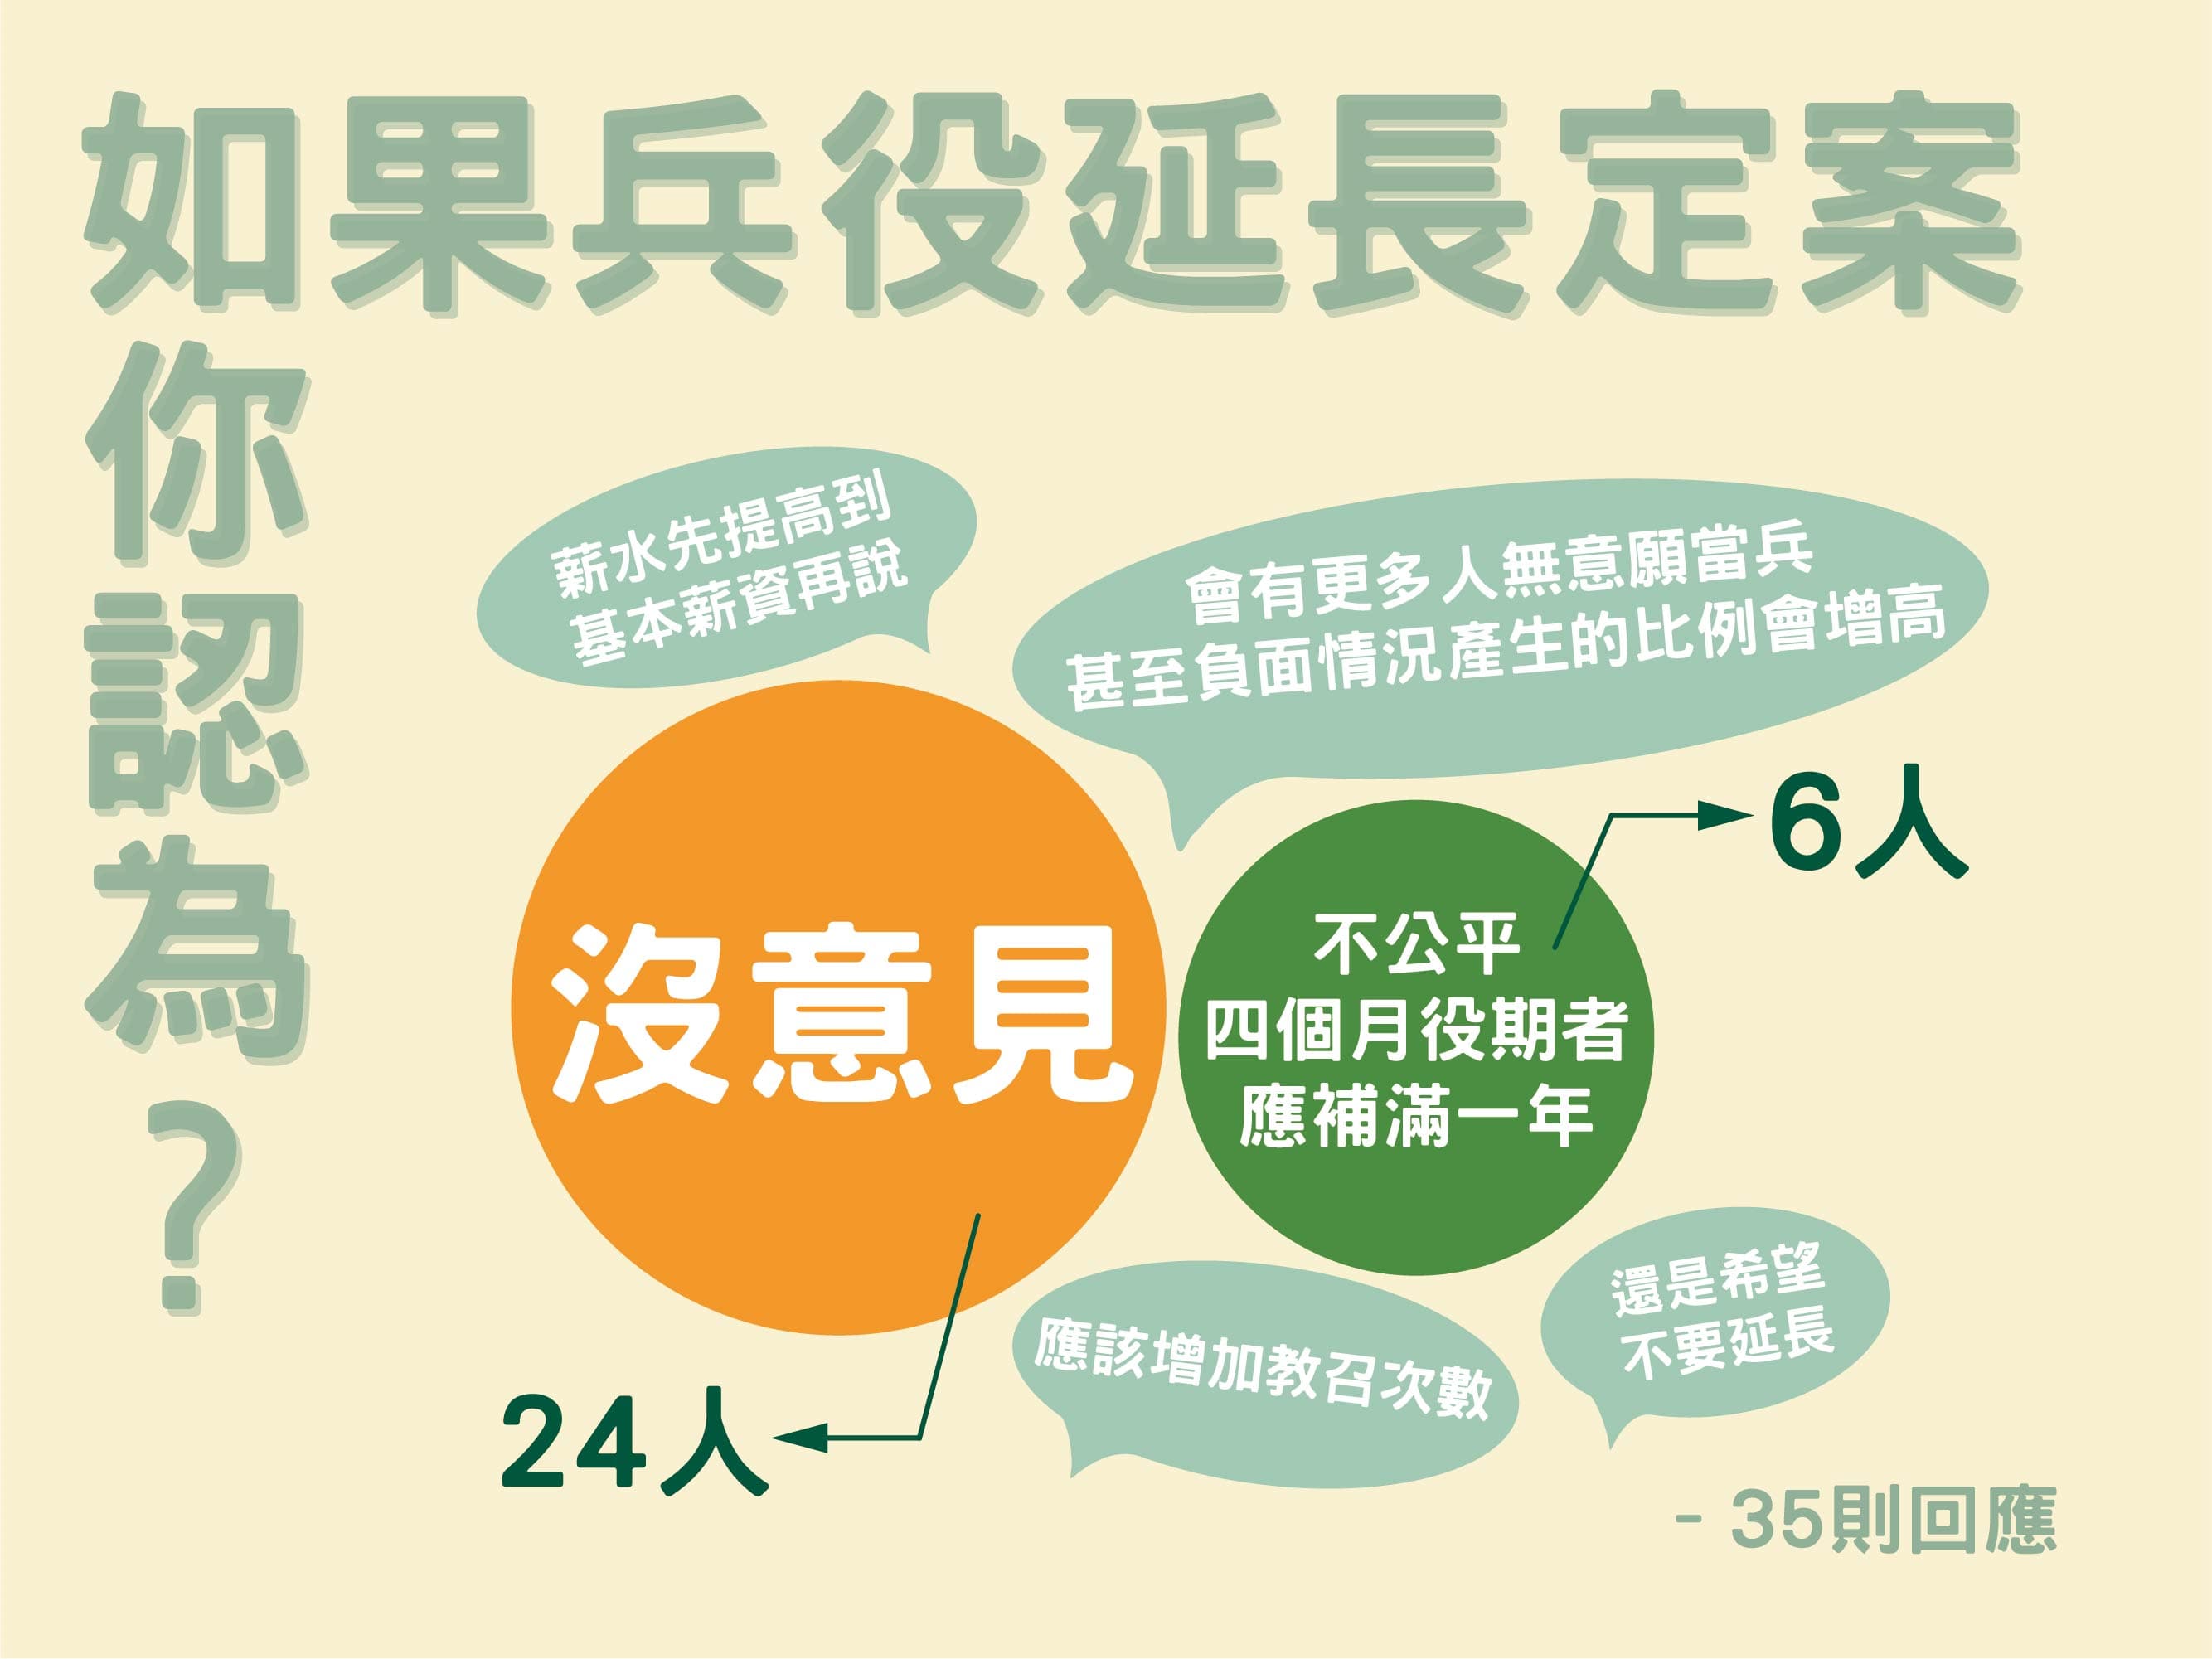 如果兵役延長定案
你認為?
薪水先提高到
基本薪資再說
會有更多人無意願當兵
甚至負面情況產生的比例會增高
6人
沒意見
不公平
四個月役期者
應補滿一年
24人
應該增加教召次數
還是希望
不要延長
- 35則回應